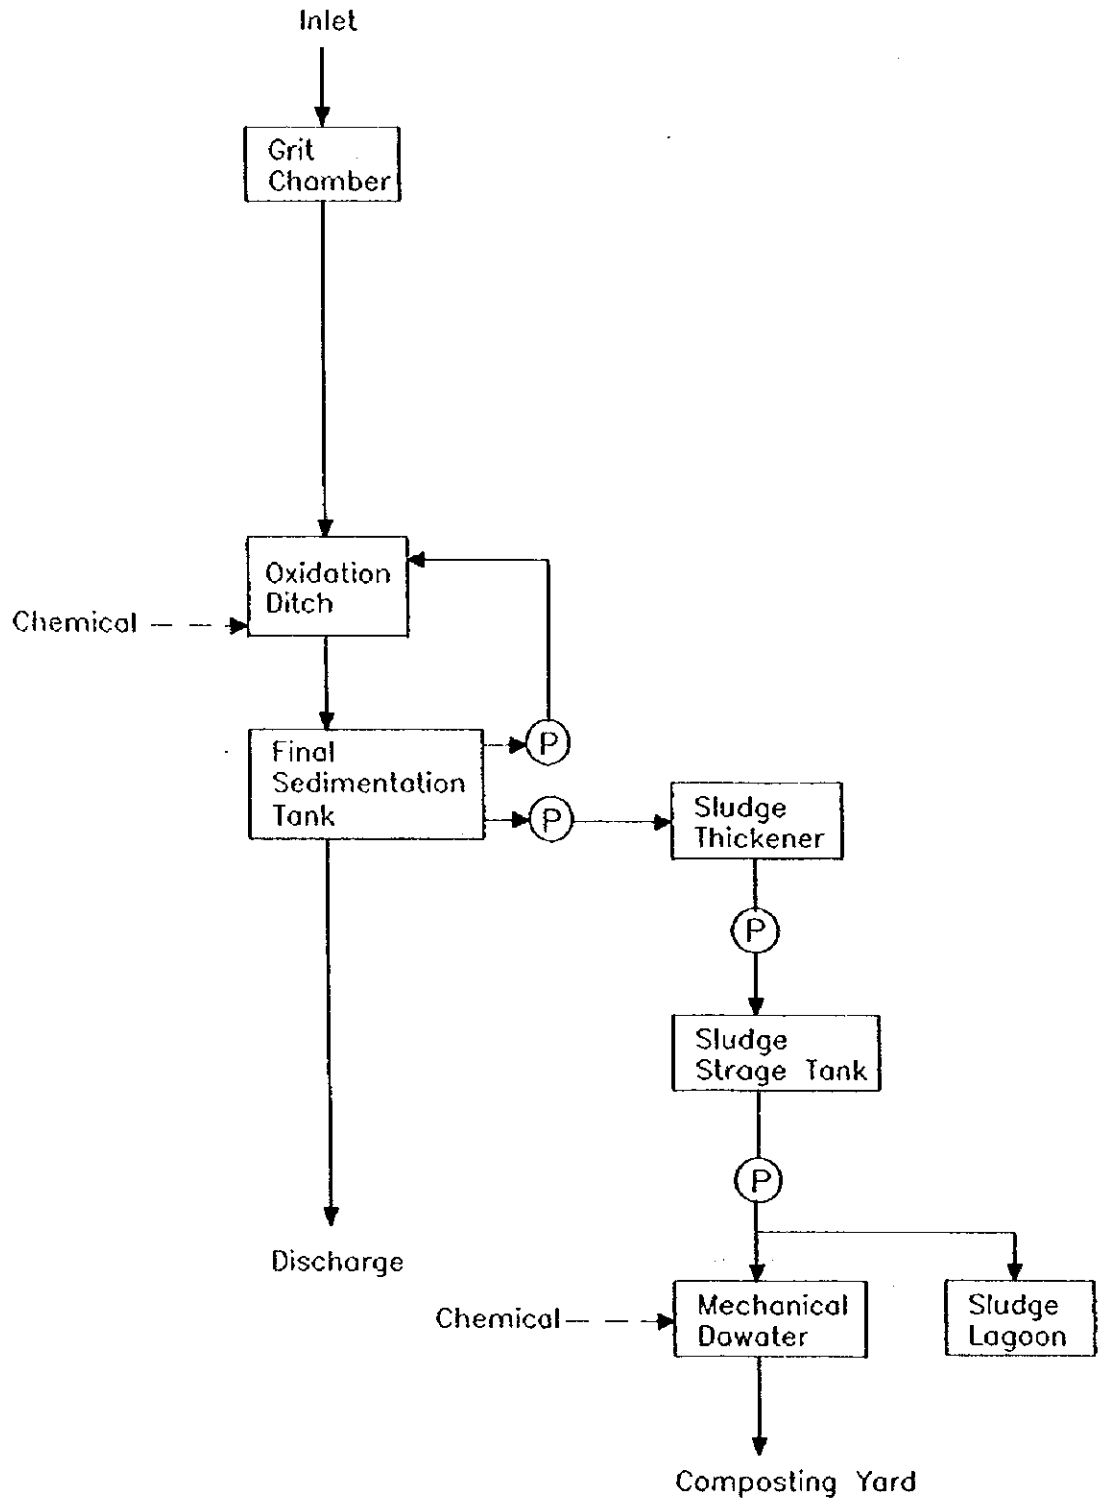 Inlet
Grit
Chamber
Oxidation
Ditch
Chemical
Final
Sedimentation
Tank
P
P
Sludge
Thickener
P
Sludge
Strage Tank
P
Discharge
Chemical
Mechanical
Dawater
Sludge
Lagoon
Composting Yard